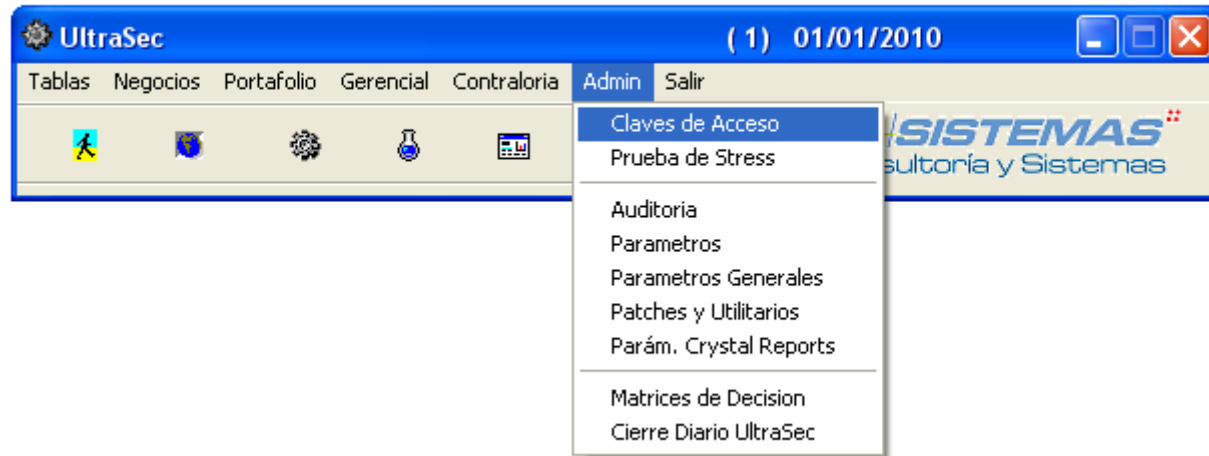 UltraSec (1) 01/01/2010
Tablas Negocios Portafolio Gerencial Contraloria Admin Salir
Claves de Acceso
Prueba de Stress
Auditoria
Parametros
Parametros Generales
Patches y Utilitarios
Parám. Crystal Reports
Matrices de Decision
Cierre Diario UltraSec
SISTEMAS
y Sistemas